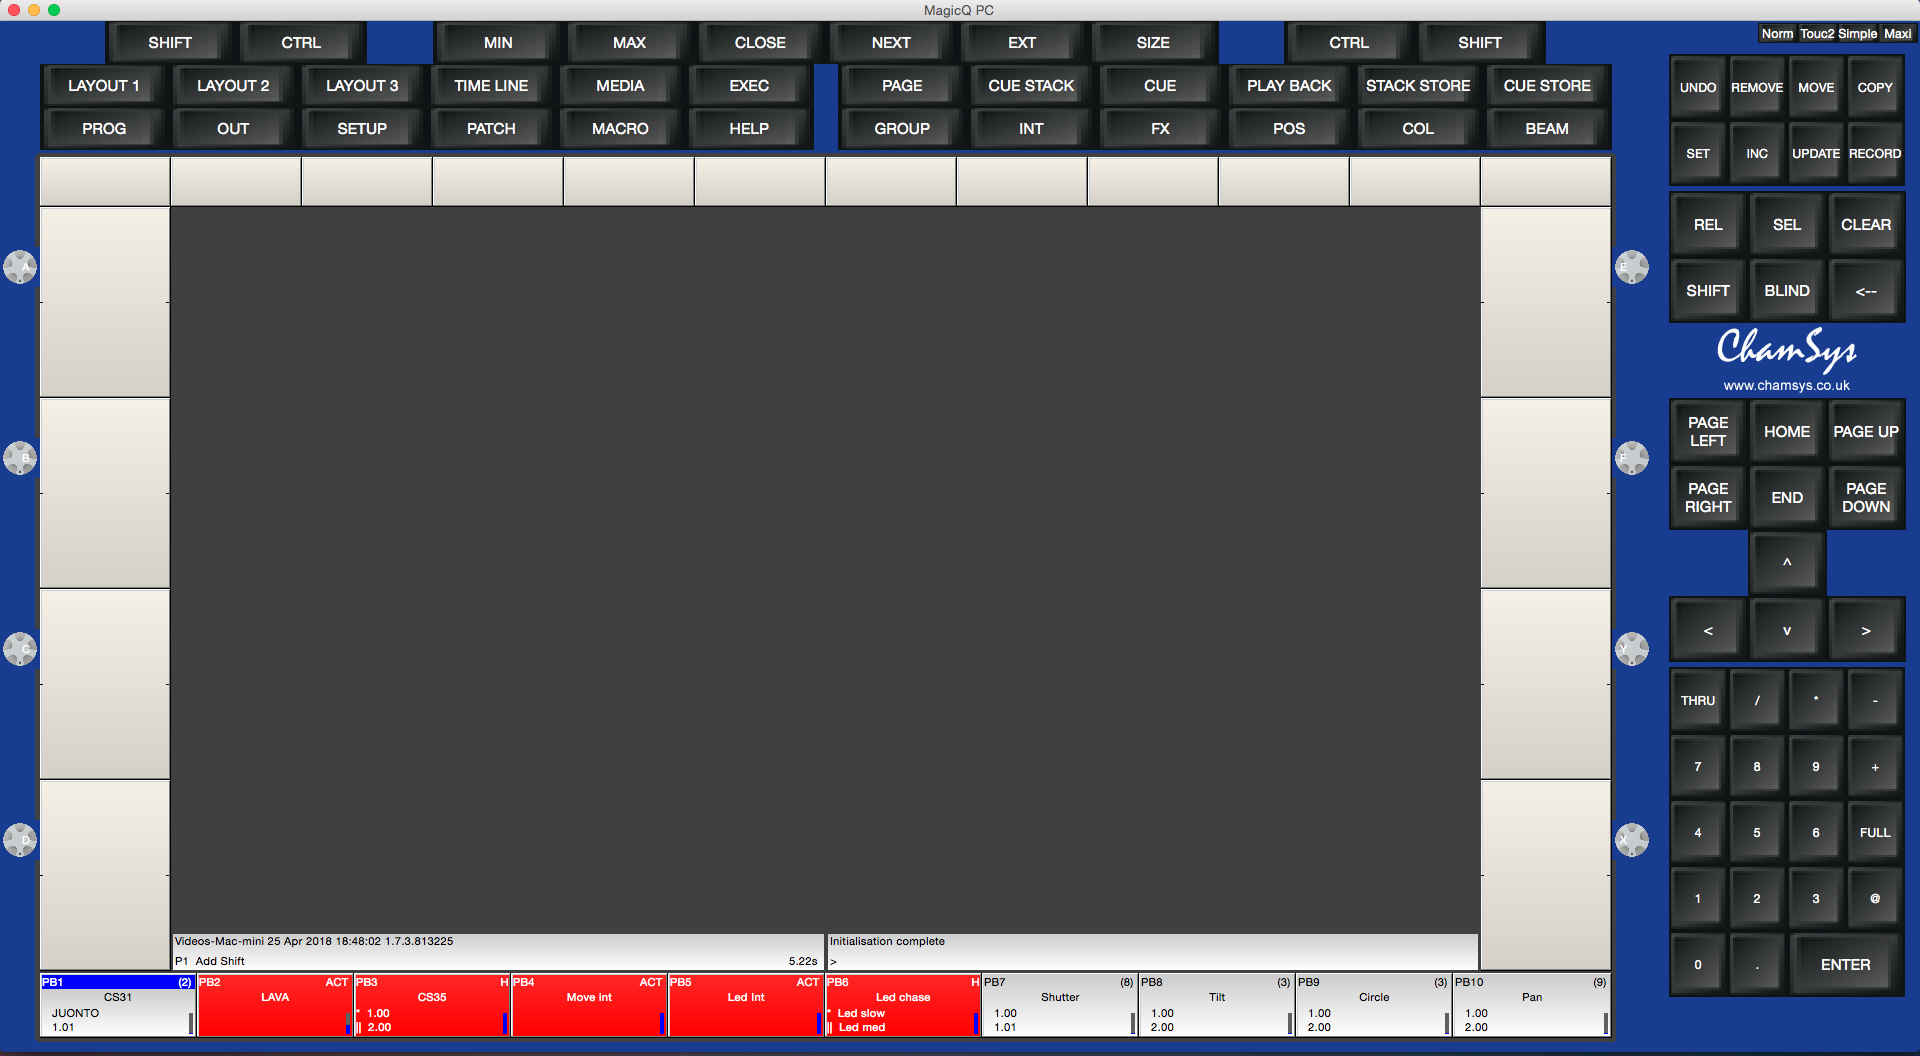 MagicQ PC
SHIFT CTRL MIN MAX CLOSE NEXT EXT SIZE CTRL SHIFT
Norm Touc2 Simple Maxi
LAYOUT 1 LAYOUT 2 LAYOUT 3 TIME LINE MEDIA EXEC PAGE CUE STACK CUE PLAY BACK STACK STORE CUE STORE
PROG OUT SETUP PATCH MACRO HELP GROUP INT FX POS COL BEAM
UNDO REMOVE MOVE COPY
SET INC UPDATE RECORD
REL SEL CLEAR
SHIFT BLIND <--
ChamSys
www.chamsys.co.uk
PAGE LEFT HOME PAGE UP
PAGE RIGHT END PAGE DOWN
^
< v >
THRU / * -
7 8 9 +
4 5 6 FULL
1 2 3 @
0 . ENTER
A E
B F
C Y
D X
Videos-Mac-mini 25 Apr 2018 18:48:02 1.7.3.813225
P1 Add Shift 5.22s
Initialisation complete
>
PB1 (2)
CS31
JUONTO
1.01
PB2 ACT
LAVA
PB3 H
CS35
* 1.00
|| 2.00
PB4 ACT
Move int
PB5 ACT
Led Int
PB6 H
Led chase
* Led slow
|| Led med
PB7 (8)
Shutter
1.00
1.01
PB8 (3)
Tilt
1.00
2.00
PB9 (3)
Circle
1.00
2.00
PB10 (9)
Pan
1.00
2.00